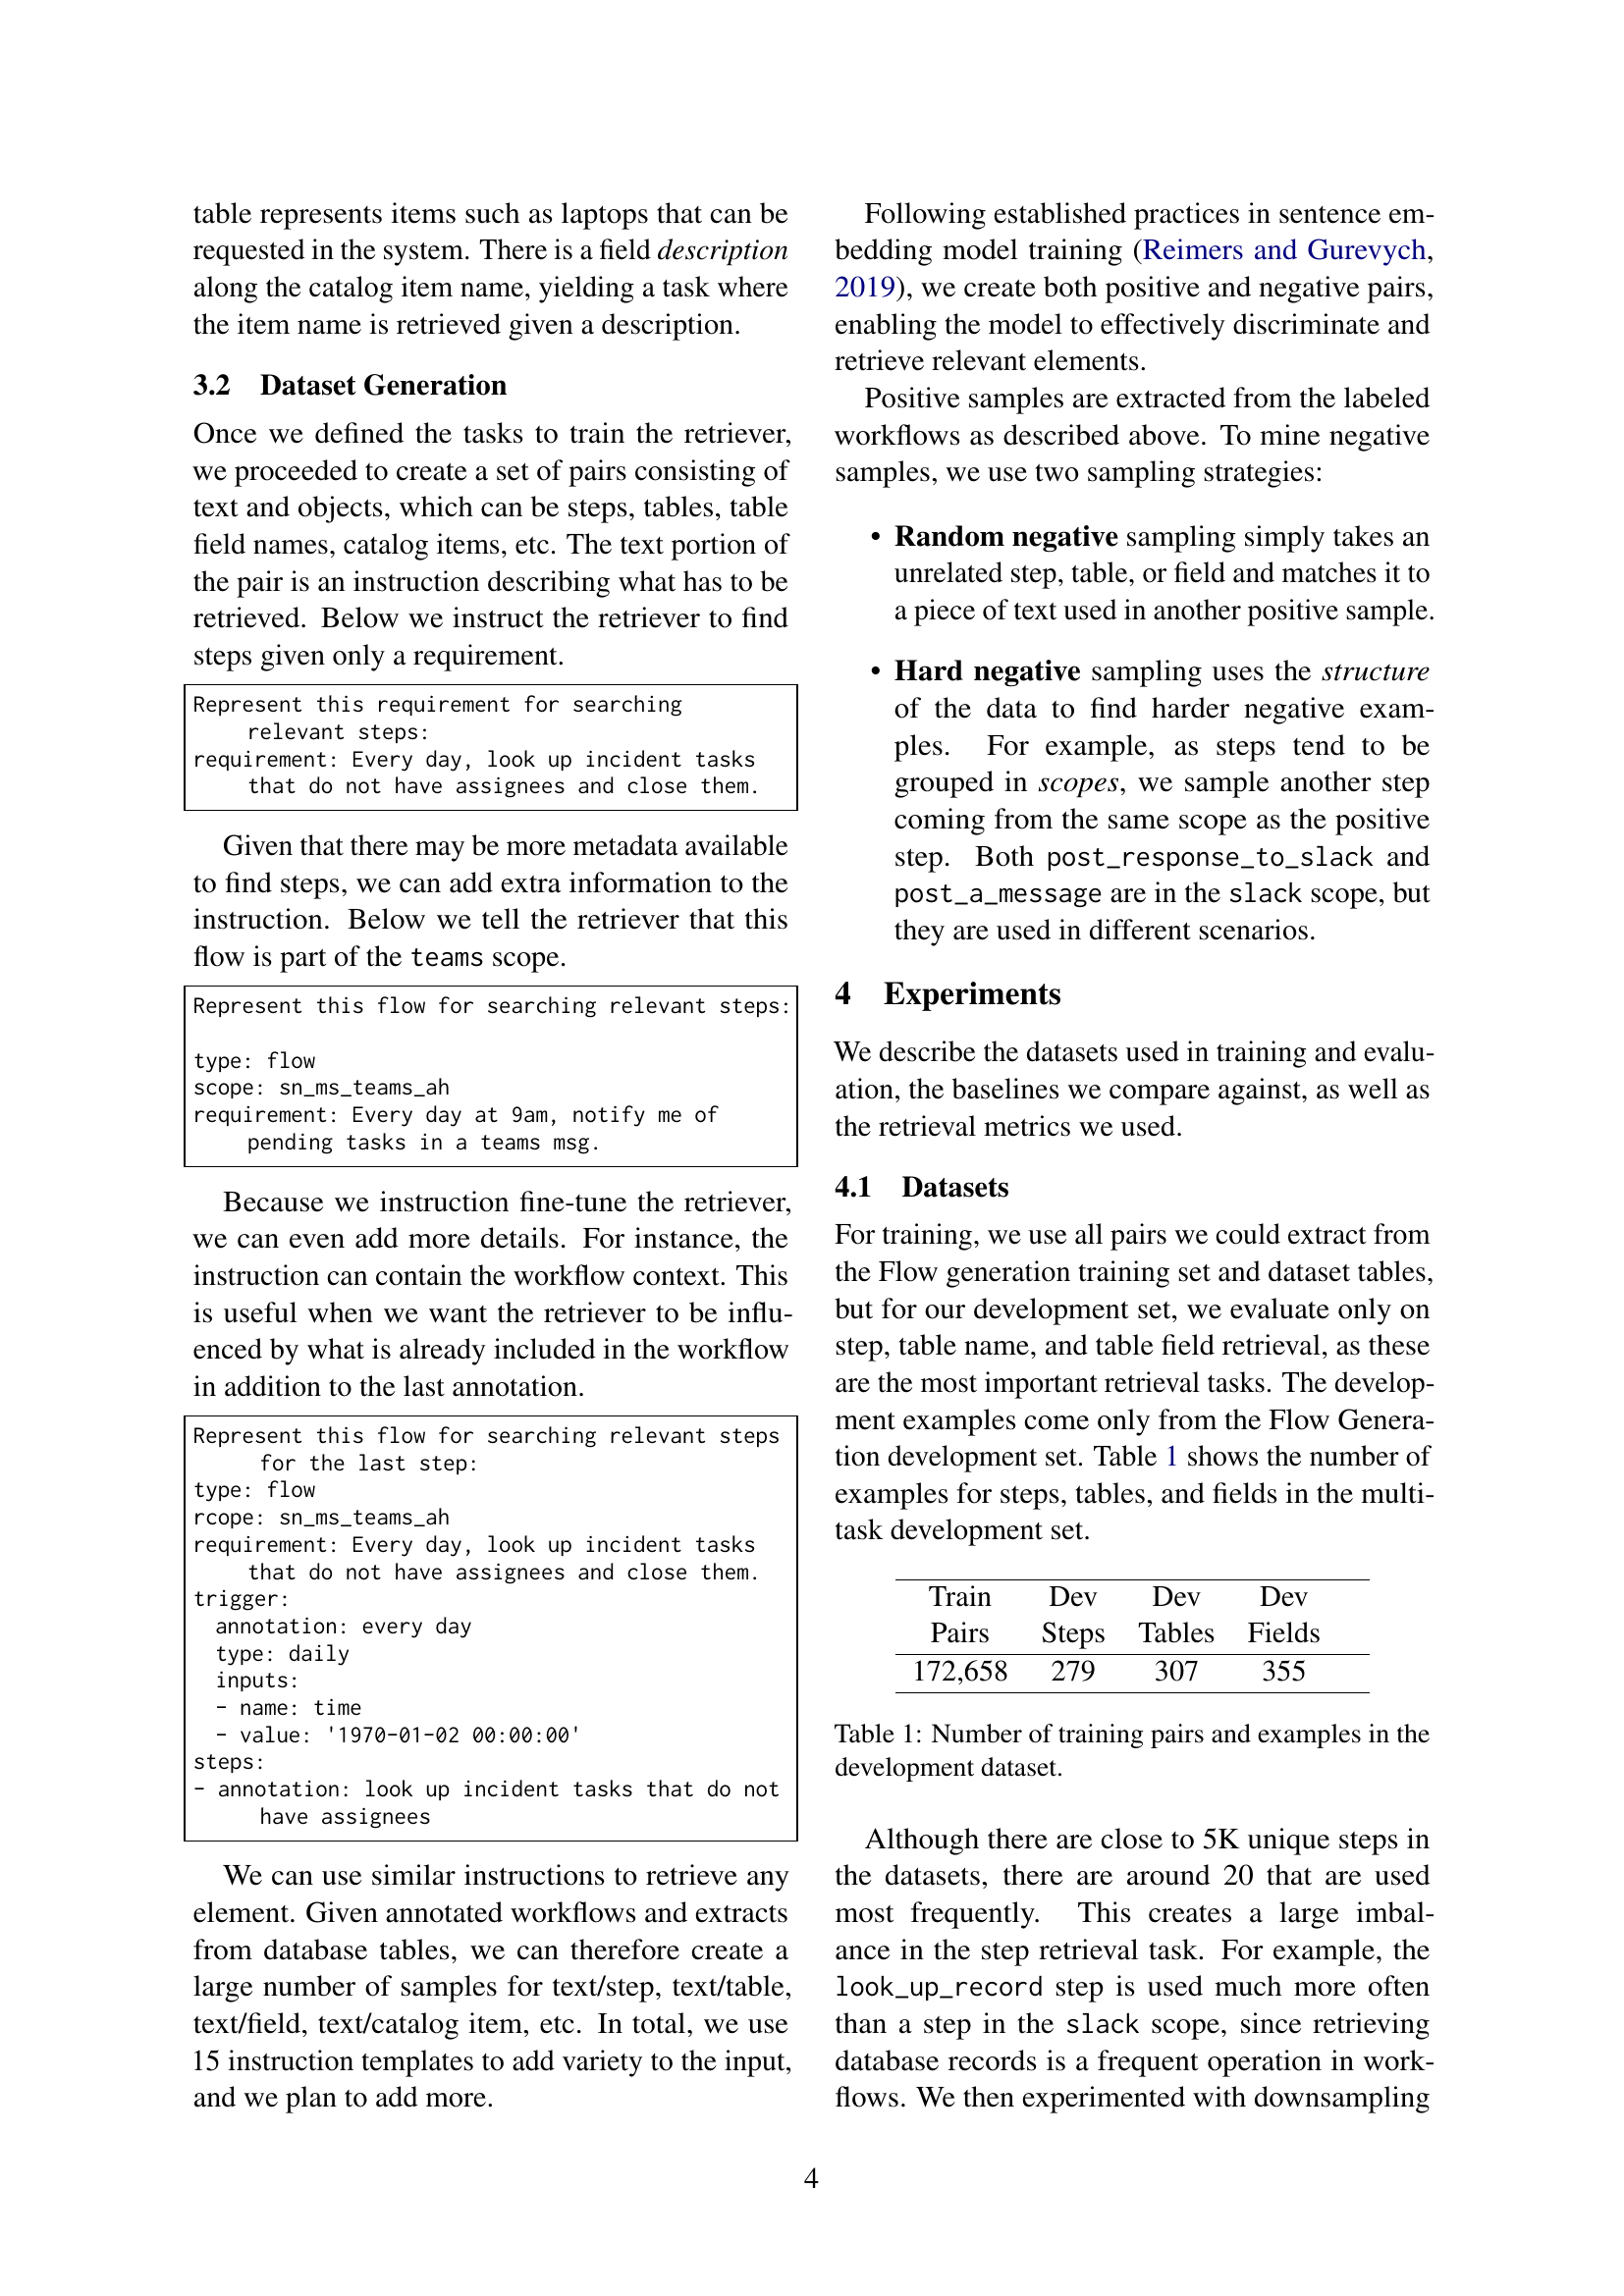 table represents items such as laptops that can be
requested in the system. There is a field description
along the catalog item name, yielding a task where
the item name is retrieved given a description.
3.2 Dataset Generation
Once we defined the tasks to train the retriever,
we proceeded to create a set of pairs consisting of
text and objects, which can be steps, tables, table
field names, catalog items, etc. The text portion of
the pair is an instruction describing what has to be
retrieved. Below we instruct the retriever to find
steps given only a requirement.
Represent this requirement for searching
relevant steps:
requirement: Every day, look up incident tasks
that do not have assignees and close them.
Given that there may be more metadata available
to find steps, we can add extra information to the
instruction. Below we tell the retriever that this
flow is part of the teams scope.
Represent this flow for searching relevant steps:
type: flow
scope: sn_ms_teams_ah
requirement: Every day at 9am, notify me of
pending tasks in a teams msg.
Because we instruction fine-tune the retriever,
we can even add more details. For instance, the
instruction can contain the workflow context. This
is useful when we want the retriever to be influ-
enced by what is already included in the workflow
in addition to the last annotation.
Represent this flow for searching relevant steps
for the last step:
type: flow
rcope: sn_ms_teams_ah
requirement: Every day, look up incident tasks
that do not have assignees and close them.
trigger:
annotation: every day
type: daily
inputs:
- name: time
- value: '1970-01-02 00:00:00'
steps:
- annotation: look up incident tasks that do not
have assignees
We can use similar instructions to retrieve any
element. Given annotated workflows and extracts
from database tables, we can therefore create a
large number of samples for text/step, text/table,
text/field, text/catalog item, etc. In total, we use
15 instruction templates to add variety to the input,
and we plan to add more.
Following established practices in sentence em-
bedding model training (Reimers and Gurevych,
2019), we create both positive and negative pairs,
enabling the model to effectively discriminate and
retrieve relevant elements.
Positive samples are extracted from the labeled
workflows as described above. To mine negative
samples, we use two sampling strategies:
• Random negative sampling simply takes an
unrelated step, table, or field and matches it to
a piece of text used in another positive sample.
• Hard negative sampling uses the structure
of the data to find harder negative exam-
ples. For example, as steps tend to be
grouped in scopes, we sample another step
coming from the same scope as the positive
step. Both post_response_to_slack and
post_a_message are in the slack scope, but
they are used in different scenarios.
4 Experiments
We describe the datasets used in training and evalu-
ation, the baselines we compare against, as well as
the retrieval metrics we used.
4.1 Datasets
For training, we use all pairs we could extract from
the Flow generation training set and dataset tables,
but for our development set, we evaluate only on
step, table name, and table field retrieval, as these
are the most important retrieval tasks. The develop-
ment examples come only from the Flow Genera-
tion development set. Table 1 shows the number of
examples for steps, tables, and fields in the multi-
task development set.
Train Dev Dev Dev
Pairs Steps Tables Fields
172,658 279 307 355
Table 1: Number of training pairs and examples in the
development dataset.
Although there are close to 5K unique steps in
the datasets, there are around 20 that are used
most frequently. This creates a large imbal-
ance in the step retrieval task. For example, the
look_up_record step is used much more often
than a step in the slack scope, since retrieving
database records is a frequent operation in work-
flows. We then experimented with downsampling
4